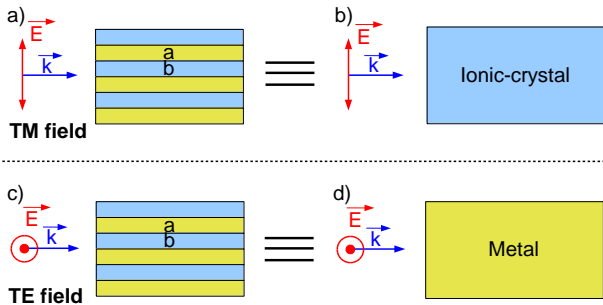 a)
E
k
TM field
a
b
b)
E
k
Ionic-crystal
c)
E
k
TE field
a
b
d)
E
k
Metal